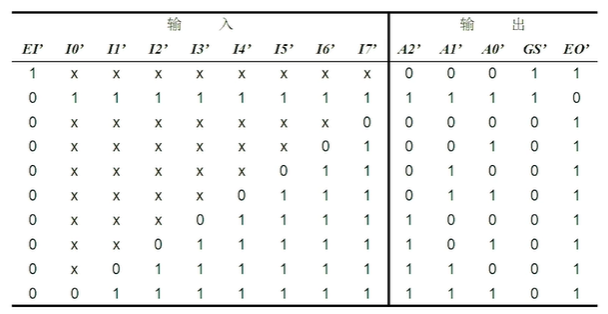 输 入 输 出
EI’ I0’ I1’ I2’ I3’ I4’ I5’ I6’ I7’ A2’ A1’ A0’ GS’ EO’
1 x x x x x x x x 0 0 0 1 1
0 1 1 1 1 1 1 1 1 1 1 1 1 0
0 x x x x x x x 0 0 0 0 0 1
0 x x x x x x 0 1 0 0 1 0 1
0 x x x x x 0 1 1 0 1 0 0 1
0 x x x x 0 1 1 1 0 1 1 0 1
0 x x x 0 1 1 1 1 1 0 0 0 1
0 x x 0 1 1 1 1 1 1 0 1 0 1
0 x 0 1 1 1 1 1 1 1 1 0 0 1
0 0 1 1 1 1 1 1 1 1 1 1 0 1